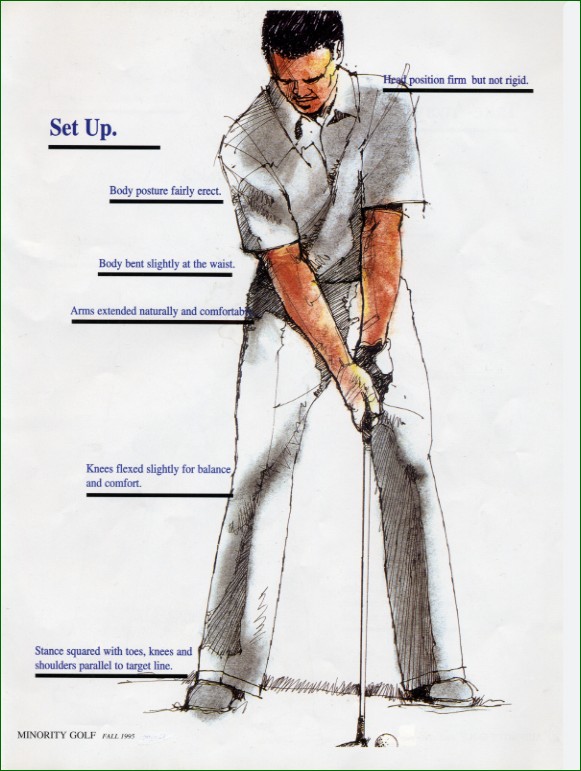 Head position firm but not rigid.
Set Up.
Body posture fairly erect.
Body bent slightly at the waist.
Arms extended naturally and comfortably
Knees flexed slightly for balance
and comfort.
Stance squared with toes, knees and
shoulders parallel to target line.
MINORITY GOLF FALL 1995